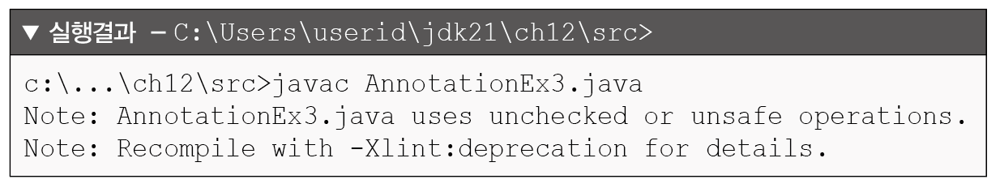 ▼ 실행결과 – C:\Users\userid\jdk21\ch12\src>
c:\...\ch12\src>javac AnnotationEx3.java
Note: AnnotationEx3.java uses unchecked or unsafe operations.
Note: Recompile with -Xlint:deprecation for details.